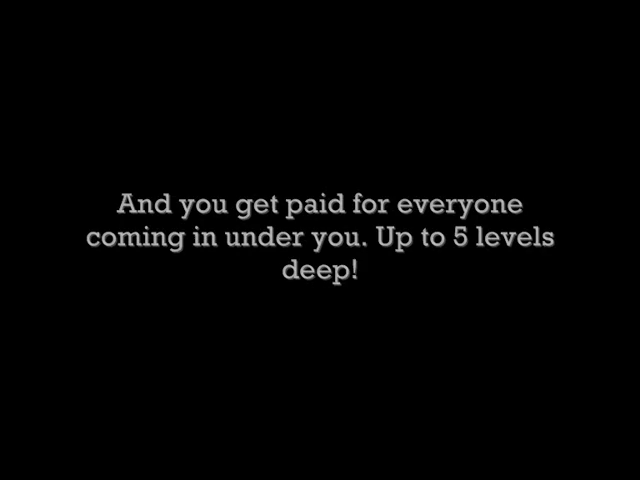 And you get paid for everyone
coming in under you. Up to 5 levels
deep!